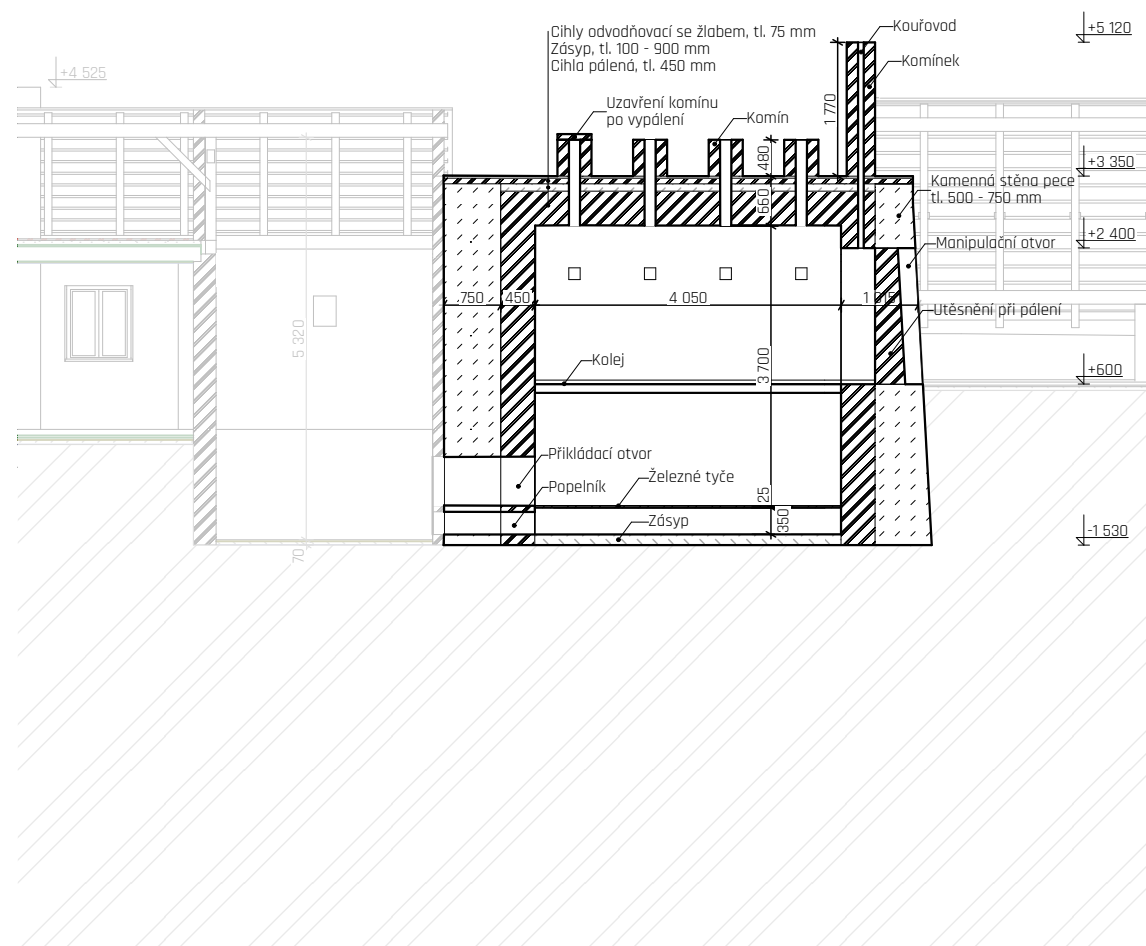 Cihly odvodňovací se žlabem, tl. 75 mm
Zásyp, tl. 100 - 900 mm
Cihla pálená, tl. 450 mm
Kouřovod
+5 120
Komínek
+4 525
Uzavření komínu
po vypálení
Komín
1 770
480
+3 350
660
Kamenná stěna pece
tl. 500 - 750 mm
+2 400
Manipulační otvor
750
450
4 050
1 015
Utěsnění při pálení
5 320
3 700
Kolej
+600
Přikládací otvor
Železné tyče
Popelník
25
350
Zásyp
-1 530
70